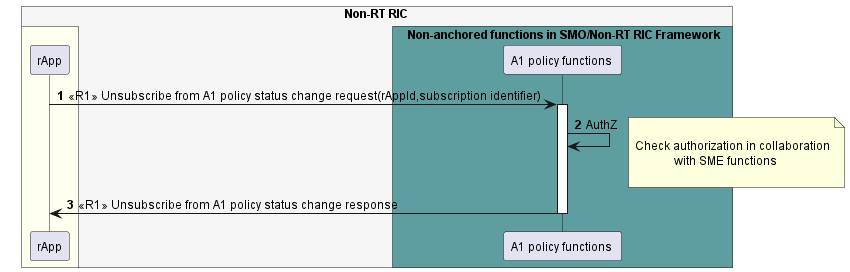 Non-RT RIC
Non-anchored functions in SMO/Non-RT RIC Framework
rApp
A1 policy functions
1 «R1» Unsubscribe from A1 policy status change request(rAppId,subscription identifier)
2 AuthZ
Check authorization in collaboration
with SME functions
3 «R1» Unsubscribe from A1 policy status change response
rApp
A1 policy functions